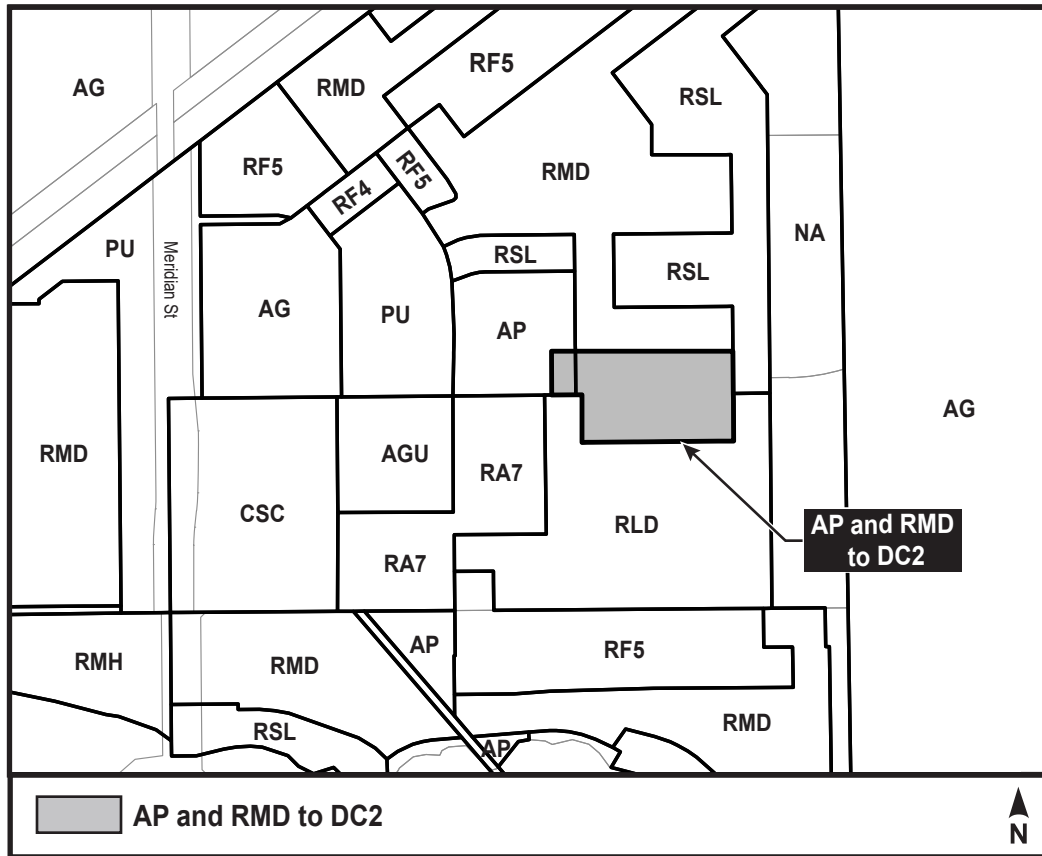 AG
RMD
RF5
RSL
RF5
RF5
RMD
RF4
NA
PU
Meridian St
RSL
RSL
AG
PU
AP
AG
RMD
AGU
RA7
CSC
RLD
AP and RMD
to DC2
RA7
AP
RF5
RMH
RMD
RSL
RMD
AP
AP and RMD to DC2
N